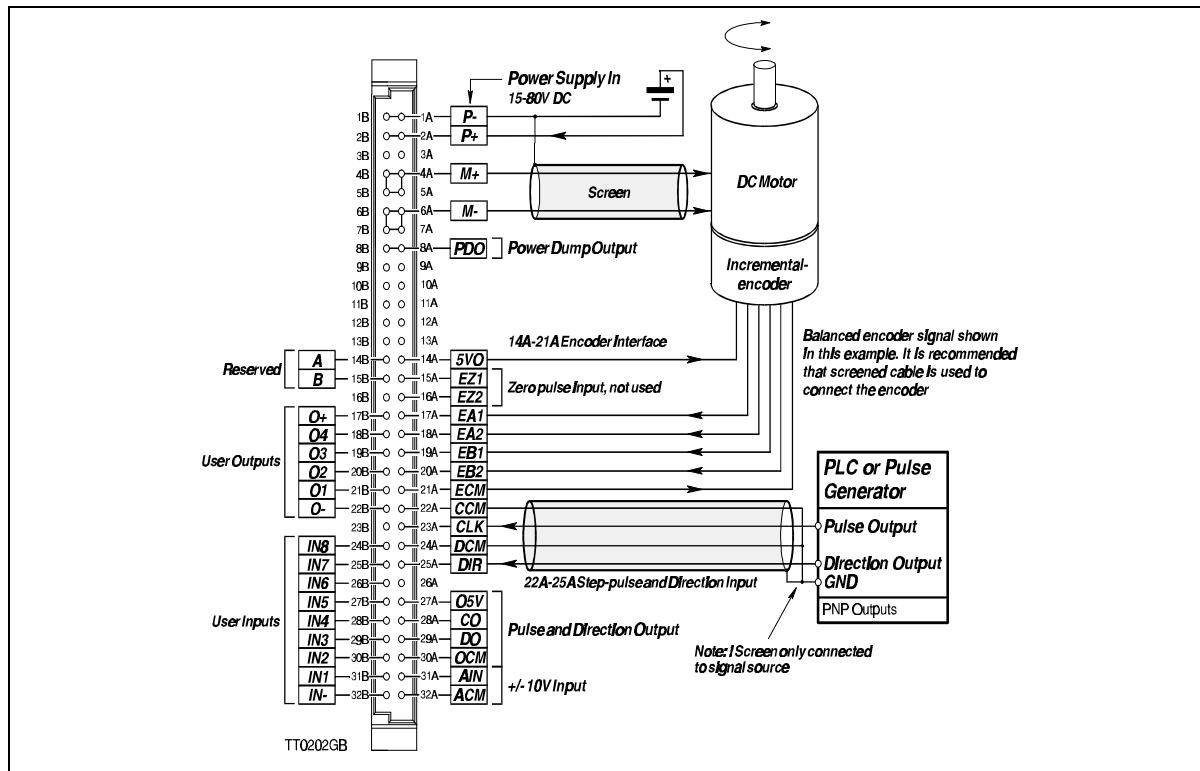 Power Supply In
15-80V DC
+
1B 1A P-
2B 2A P+
3B 3A
4B 4A M+
5B 5A
Screen
DC Motor
6B 6A M-
7B 7A
8B 8A PDO Power Dump Output
9B 9A
10B 10A
11B 11A
12B 12A
13B 13A
Incremental-
encoder
14A-21A Encoder Interface
Balanced encoder signal shown
In this example. It Is recommended
that screened cable Is used to
connect the encoder
Reserved
A 14B 14A 5VO
B 15B 15A EZ1
16B 16A EZ2
Zero pulse Input, not used
User Outputs
O+ 17B 17A EA1
O4 18B 18A EA2
O3 19B 19A EB1
O2 20B 20A EB2
O1 21B 21A ECM
O- 22B 22A CCM
23B 23A CLK
PLC or Pulse
Generator
Pulse Output
Direction Output
GND
PNP Outputs
User Inputs
IN8 24B 24A DCM
IN7 25B 25A DIR
22A-25A Step-pulse and Direction Input
IN6 26B 26A
IN5 27B 27A O5V
IN4 28B 28A CO
IN3 29B 29A DO
IN2 30B 30A OCM
Pulse and Direction Output
IN1 31B 31A AIN
IN- 32B 32A ACM
+/- 10V Input
Note: ! Screen only connected
to signal source
TT0202GB